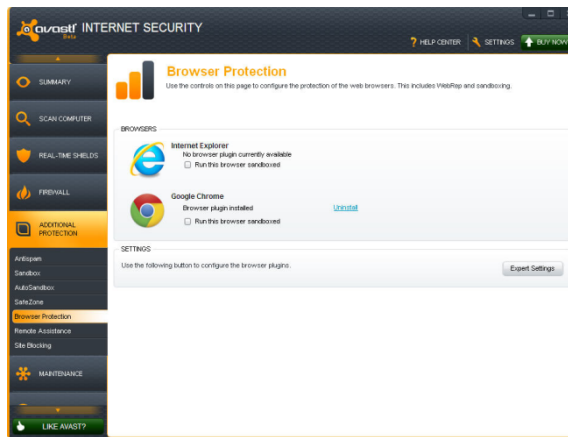 avast! INTERNET SECURITY
Beta
? HELP CENTER
SETTINGS
BUY NOW
SUMMARY
SCAN COMPUTER
REAL-TIME SHIELDS
FIREWALL
ADDITIONAL
PROTECTION
Antispam
Sandbox
AutoSandbox
SafeZone
Browser Protection
Remote Assistance
Site Blocking
MAINTENANCE
LIKE AVAST?
Browser Protection
Use the controls on this page to configure the protection of the web browsers. This includes WebRep and sandboxing.
BROWSERS
Internet Explorer
No browser plugin currently available
Run this browser sandboxed
Google Chrome
Browser plugin installed Uninstall
Run this browser sandboxed
SETTINGS
Use the following button to configure the browser plugins.
Expert Settings